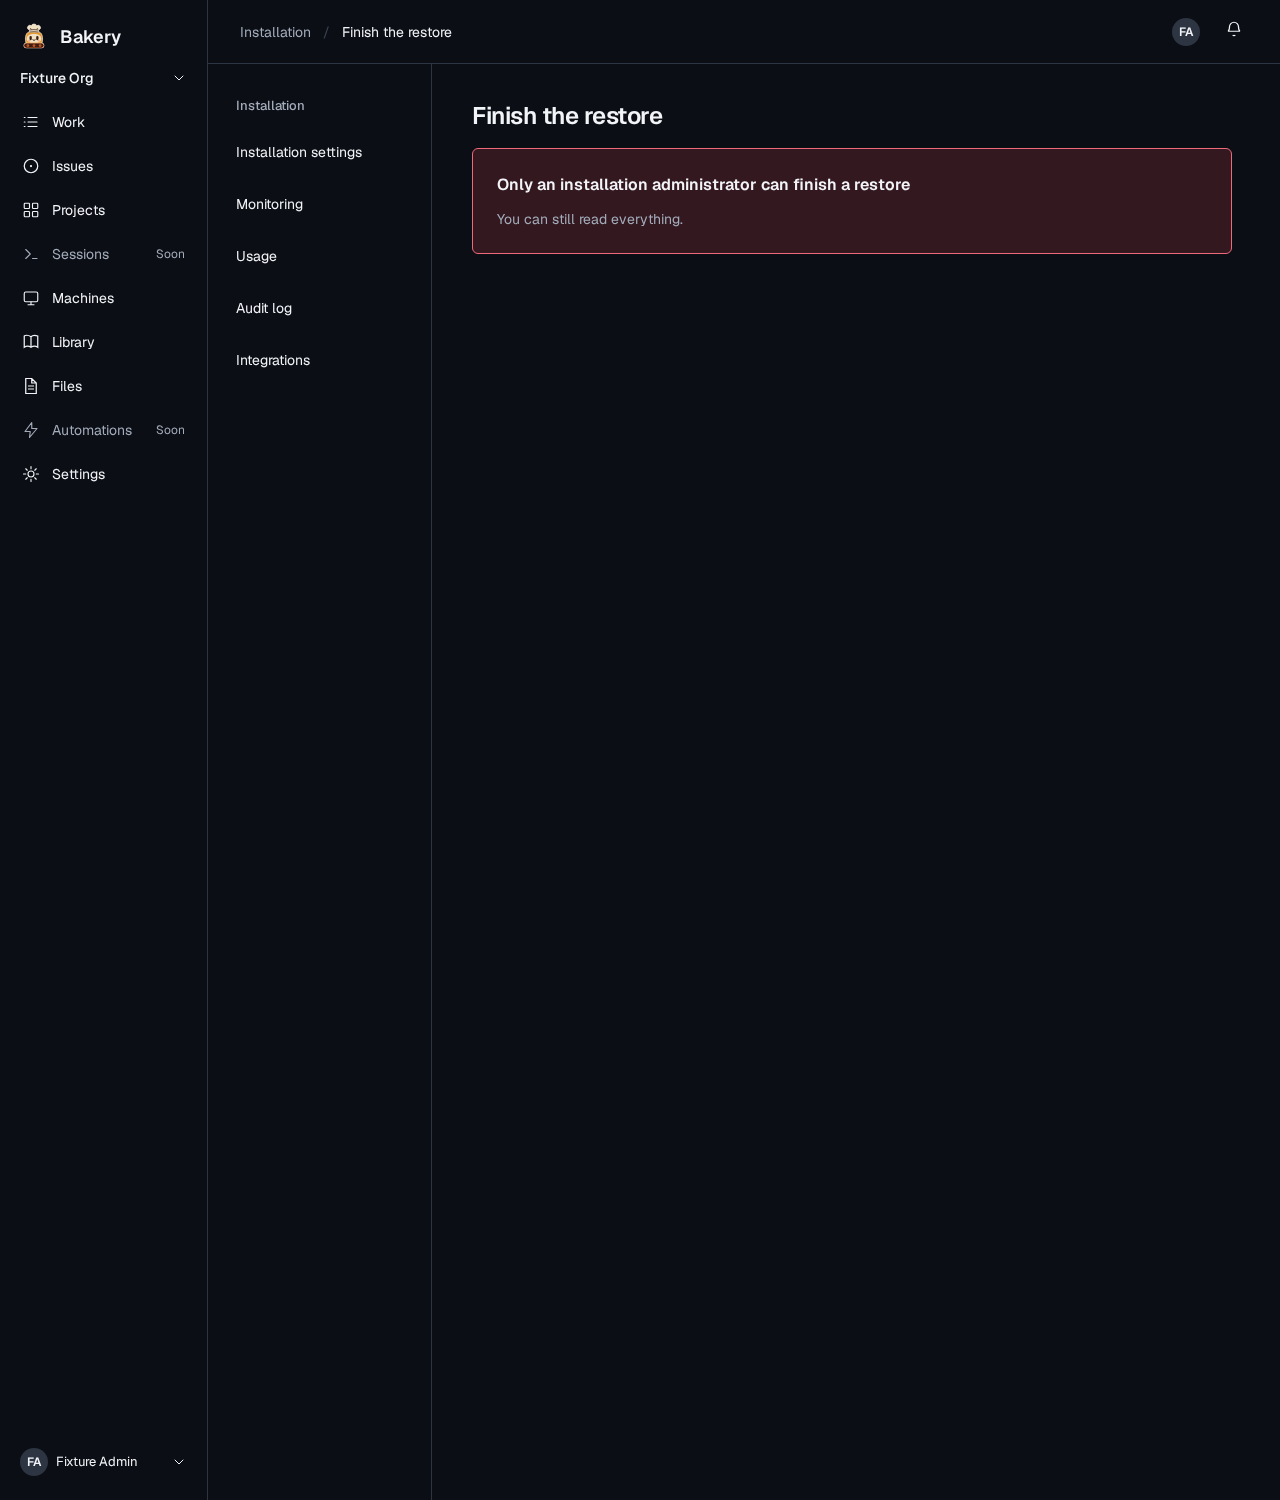 Bakery
Fixture Org
Work
Issues
Projects
Sessions Soon
Machines
Library
Files
Automations Soon
Settings
FA Fixture Admin
Installation / Finish the restore
FA
Installation
Installation settings
Monitoring
Usage
Audit log
Integrations
Finish the restore
Only an installation administrator can finish a restore
You can still read everything.